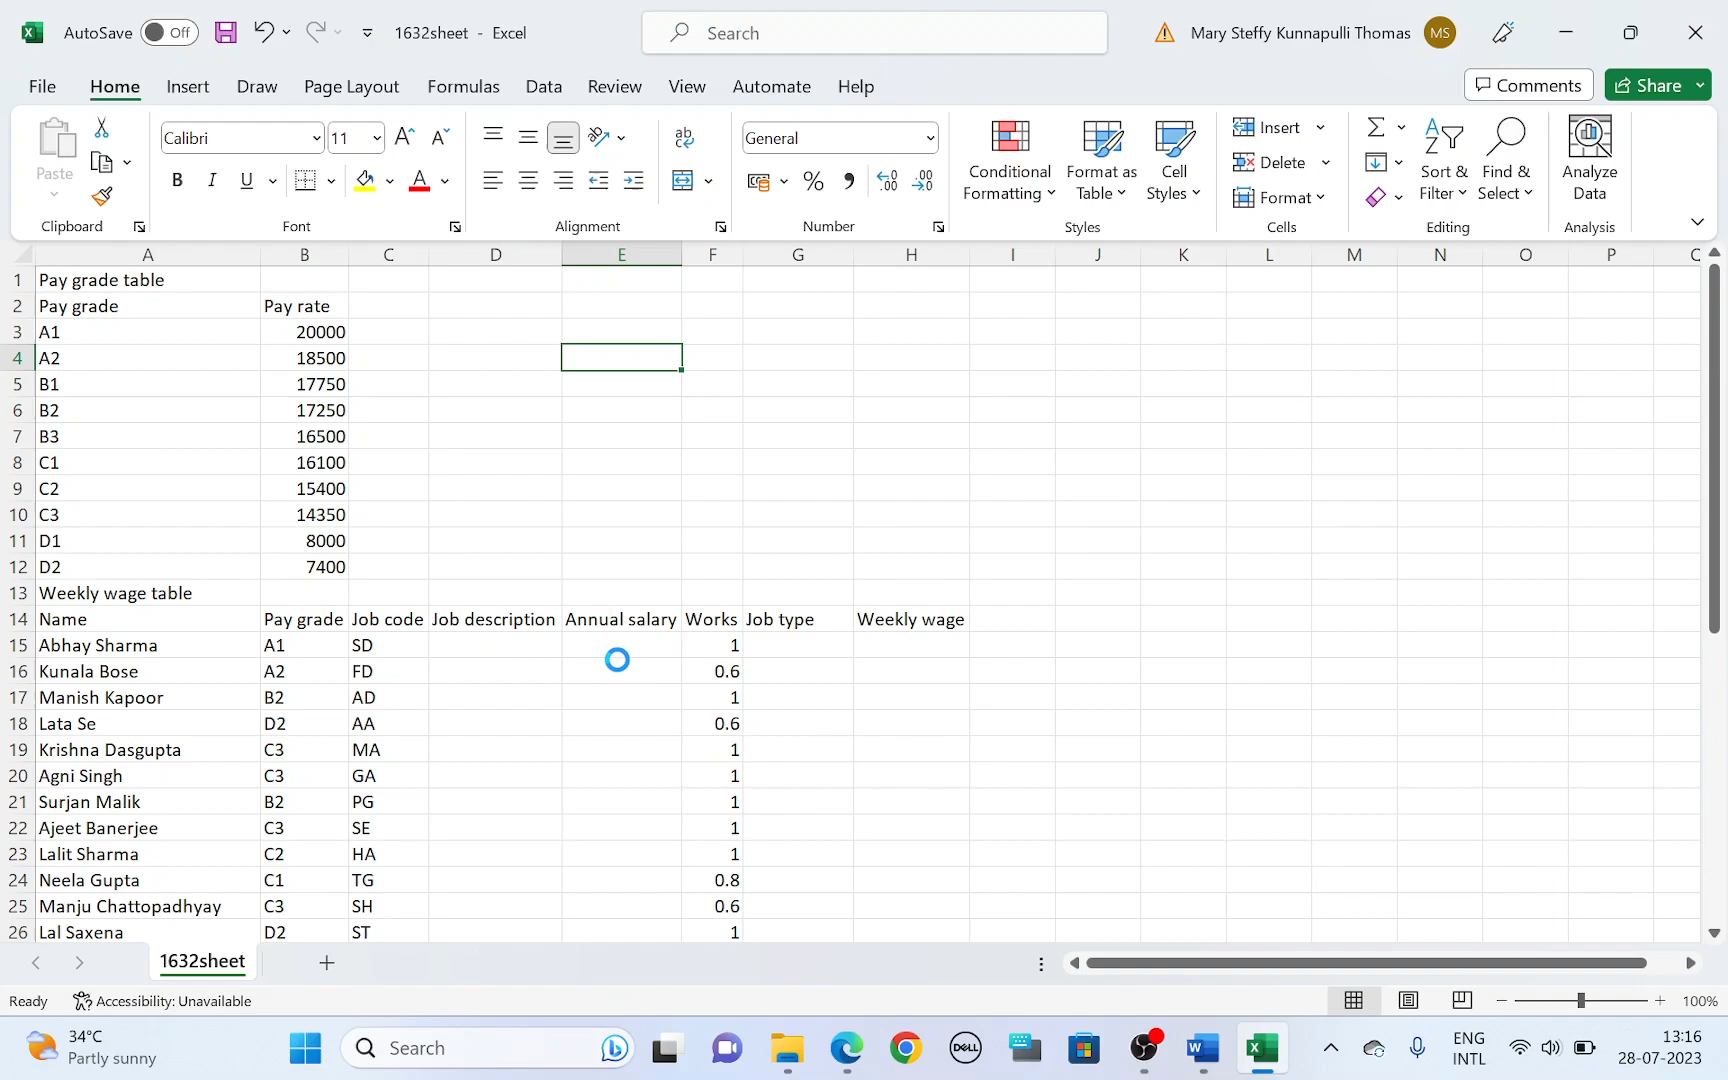 AutoSave Off 1632sheet - Excel Search Mary Steffy Kunnapulli Thomas MS
File Home Insert Draw Page Layout Formulas Data Review View Automate Help Comments Share
Paste Calibri 11 General Conditional Formatting Format as Table Cell Styles Insert Delete Format Sort & Filter Find & Select Analyze Data
Clipboard Font Alignment Number Styles Cells Editing Analysis
A B C D E F G H I J K L M N O P Q
1 Pay grade table
2 Pay grade Pay rate
3 A1 20000
4 A2 18500
5 B1 17750
6 B2 17250
7 B3 16500
8 C1 16100
9 C2 15400
10 C3 14350
11 D1 8000
12 D2 7400
13 Weekly wage table
14 Name Pay grade Job code Job description Annual salary Works Job type Weekly wage
15 Abhay Sharma A1 SD 1
16 Kunala Bose A2 FD 0.6
17 Manish Kapoor B2 AD 1
18 Lata Se D2 AA 0.6
19 Krishna Dasgupta C3 MA 1
20 Agni Singh C3 GA 1
21 Surjan Malik B2 PG 1
22 Ajeet Banerjee C3 SE 1
23 Lalit Sharma C2 HA 1
24 Neela Gupta C1 TG 0.8
25 Manju Chattopadhyay C3 SH 0.6
26 Lal Saxena D2 ST 1
1632sheet
Ready Accessibility: Unavailable 100%
34°C
Partly sunny
Search DELL ENG INTL 13:16
28-07-2023